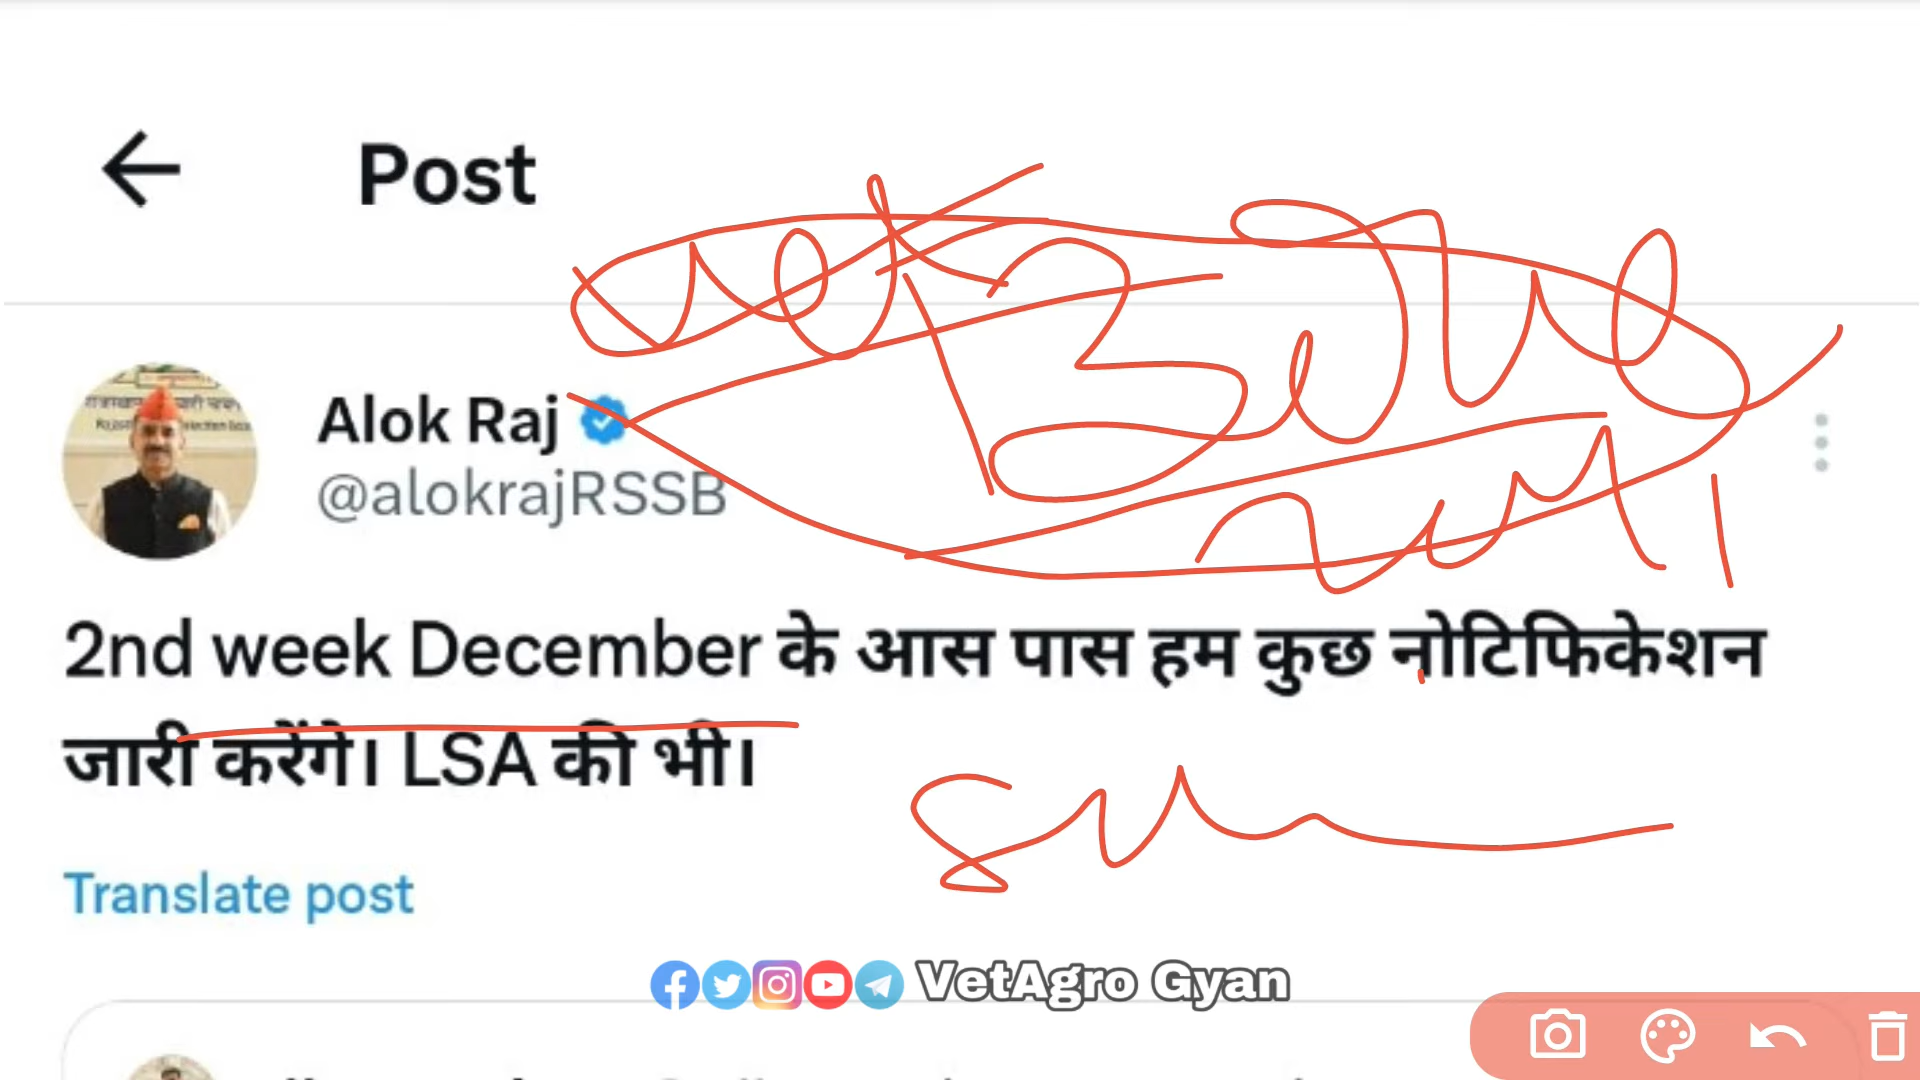 Post
Alok Raj
@alokrajRSSB
2nd week December के आस पास हम कुछ नोटिफिकेशन
जारी करेंगे। LSA की भी।
Translate post
VetAgro Gyan